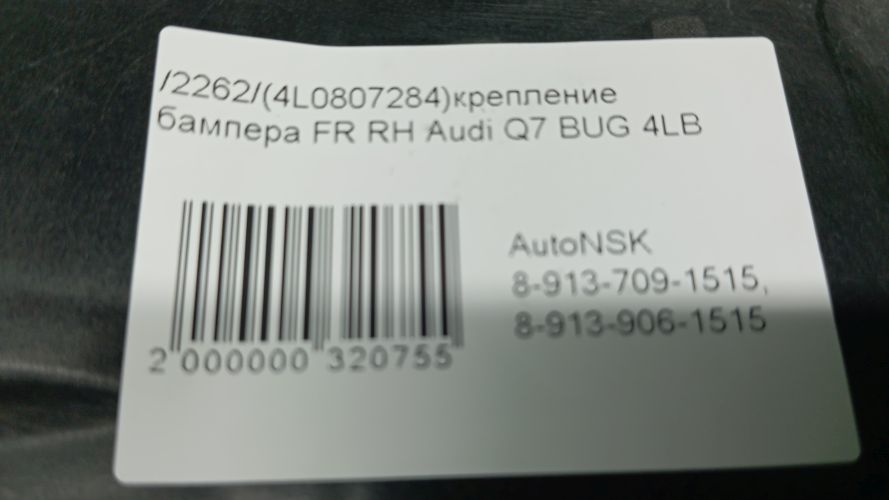 /2262/(4L0807284)крепление
бампера FR RH Audi Q7 BUG 4LB
AutoNSK
8-913-709-1515,
8-913-906-1515
2 000000 320755